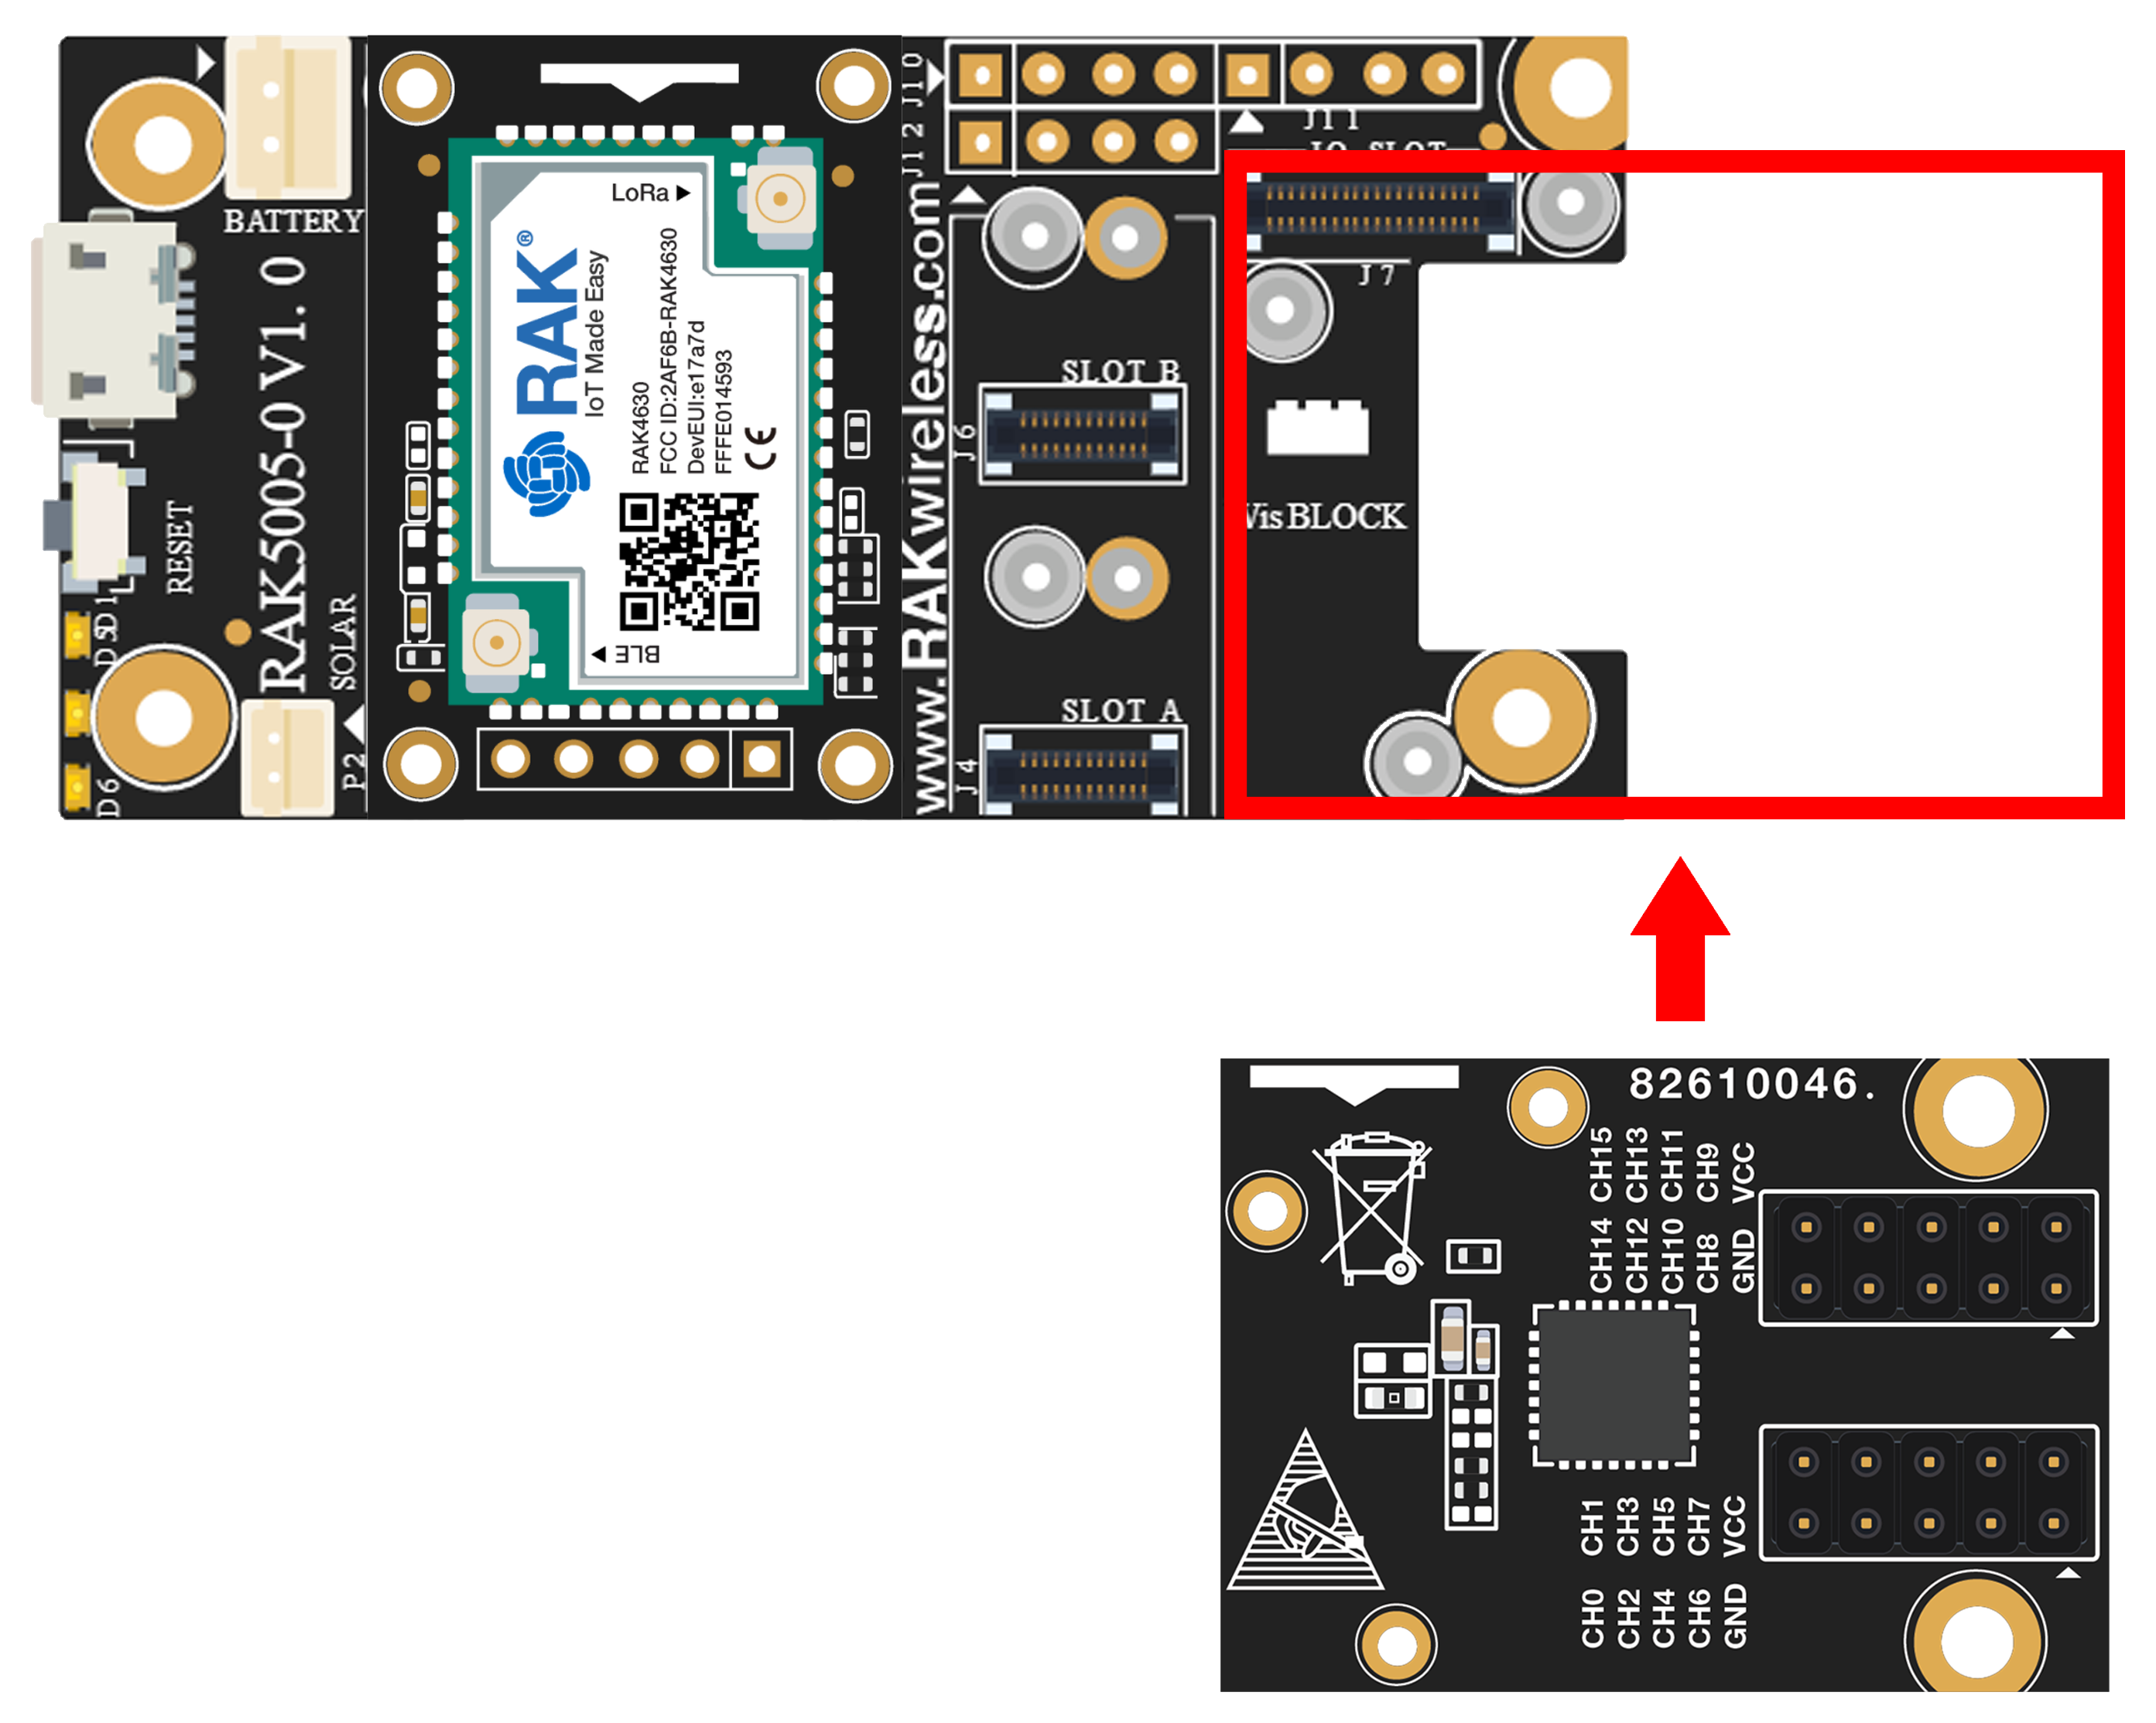 BATTERY
RAK5005-0 V1. 0
RESET
SOLAR
P2
D1
D5
D6
LoRa ▶
RAK®
IoT Made Easy
RAK4630
FCC ID:2AF6B-RAK4630
DevEUI:e17a7d
FFFE014593
CE
BLE ▶
www.RAKwireless.com
J10
J12
J11
IO SLOT
J7
SLOT B
J6
WisBLOCK
SLOT A
J4
82610046.
CH15
CH13
CH11
CH9
VCC
CH14
CH12
CH10
CH8
GND
CH1
CH3
CH5
CH7
VCC
CH0
CH2
CH4
CH6
GND